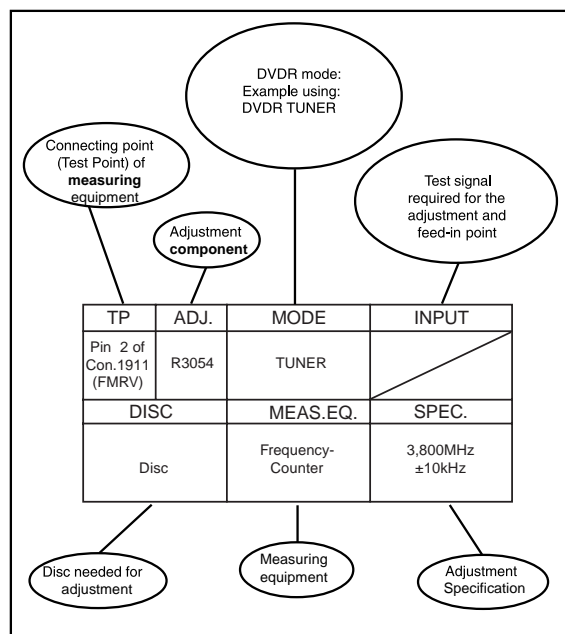 DVDR mode:
Example using:
DVDR TUNER
Connecting point
(Test Point) of
measuring
equipment
Test signal
required for the
adjustment and
feed-in point
Adjustment
component
TP ADJ. MODE INPUT
Pin 2 of
Con.1911
(FMRV)
R3054
TUNER
DISC MEAS.EQ. SPEC.
Disc
Frequency-
Counter
3,800MHz
±10kHz
Disc needed for
adjustment
Measuring
equipment
Adjustment
Specification